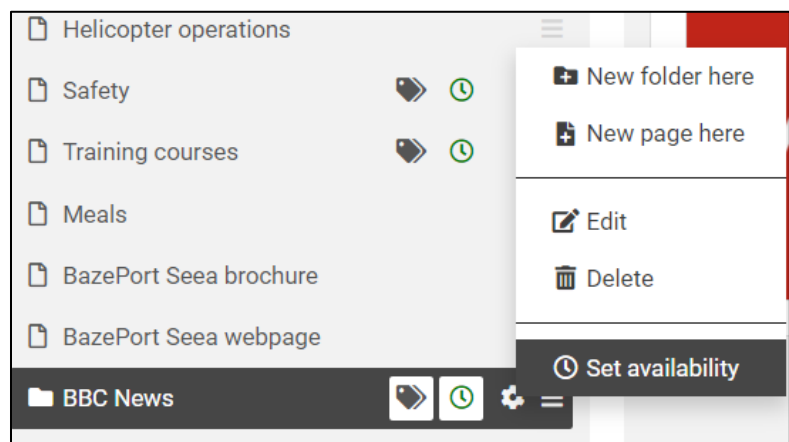 Helicopter operations
Safety
Training courses
Meals
BazePort Seea brochure
BazePort Seea webpage
BBC News
New folder here
New page here
Edit
Delete
Set availability